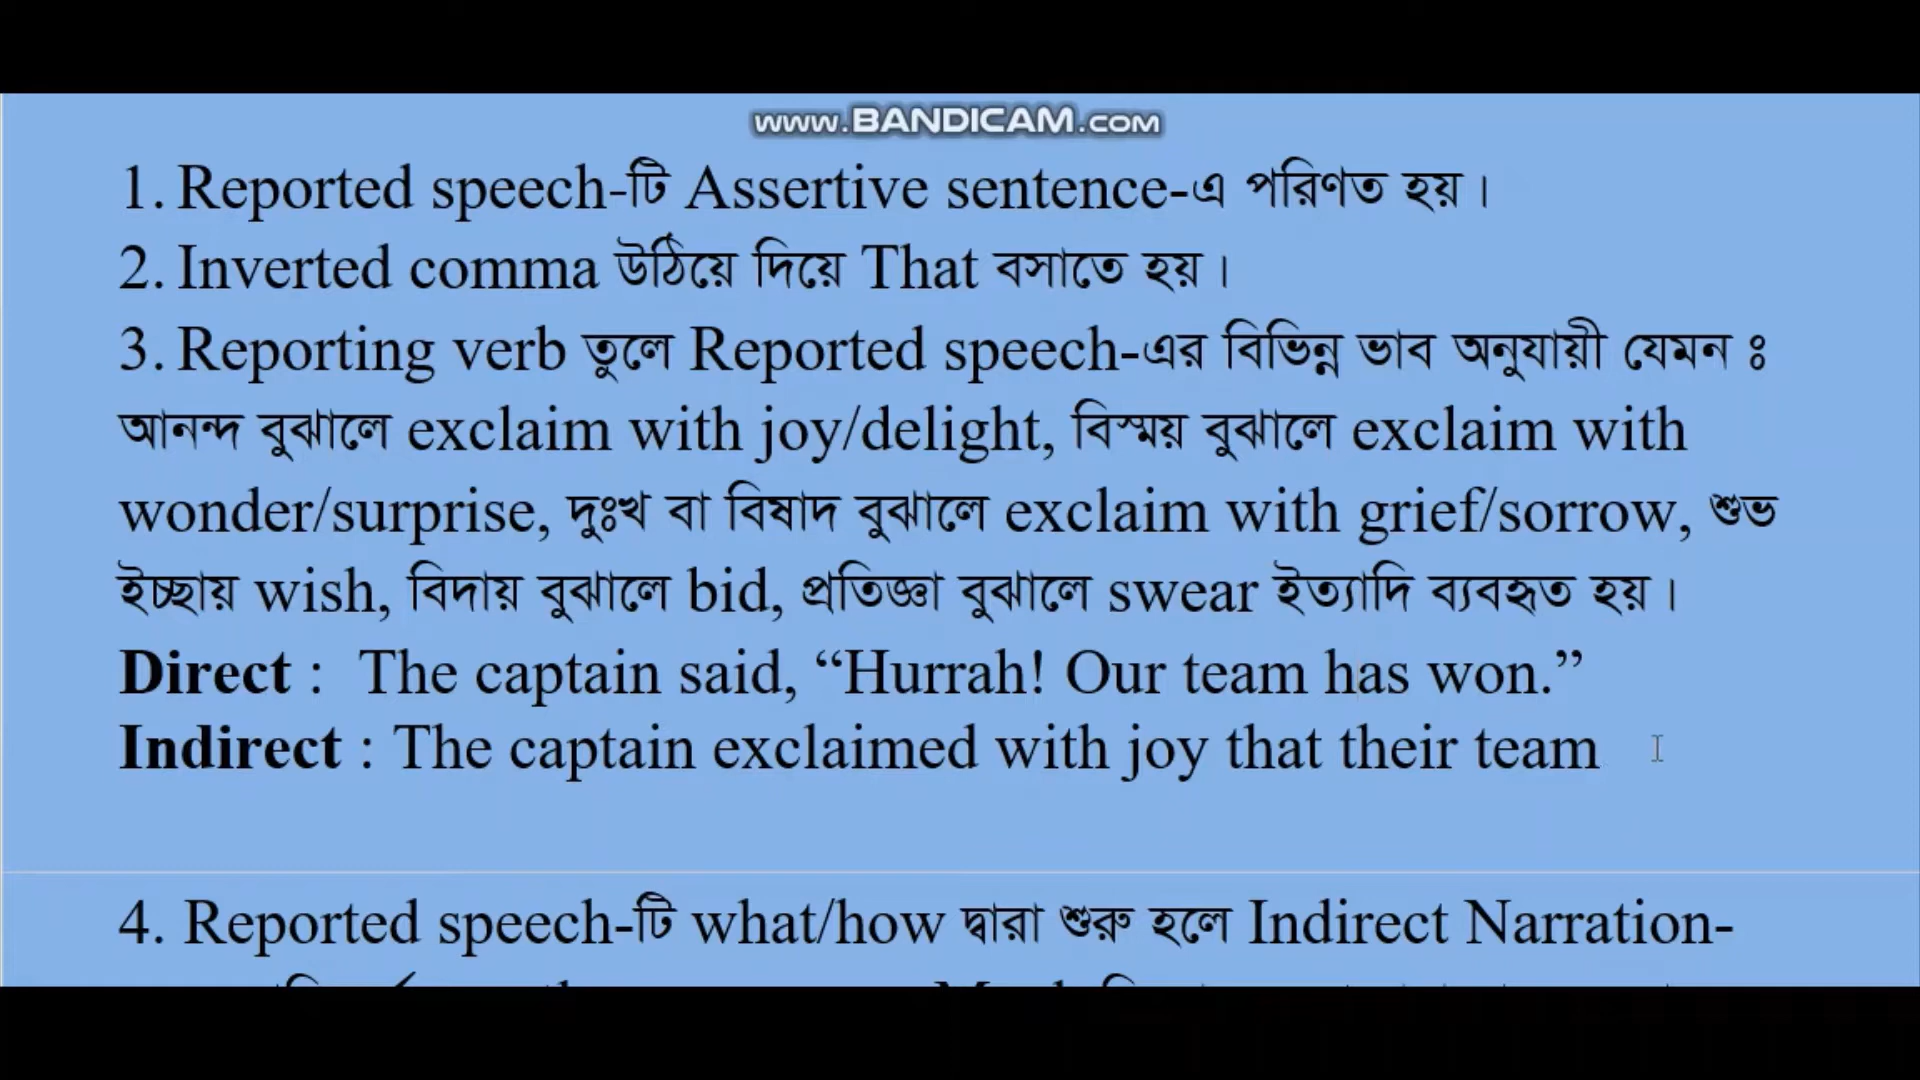 www.BANDICAM.com
1. Reported speech-টি Assertive sentence-এ পরিণত হয়।
2. Inverted comma উঠিয়ে দিয়ে That বসাতে হয়।
3. Reporting verb তুলে Reported speech-এর বিভিন্ন ভাব অনুযায়ী যেমন ঃ
আনন্দ বুঝালে exclaim with joy/delight, বিস্ময় বুঝালে exclaim with
wonder/surprise, দুঃখ বা বিষাদ বুঝালে exclaim with grief/sorrow, শুভ
ইচ্ছায় wish, বিদায় বুঝালে bid, প্রতিজ্ঞা বুঝালে swear ইত্যাদি ব্যবহৃত হয়।
Direct : The captain said, “Hurrah! Our team has won.”
Indirect : The captain exclaimed with joy that their team
4. Reported speech-টি what/how দ্বারা শুরু হলে Indirect Narration-